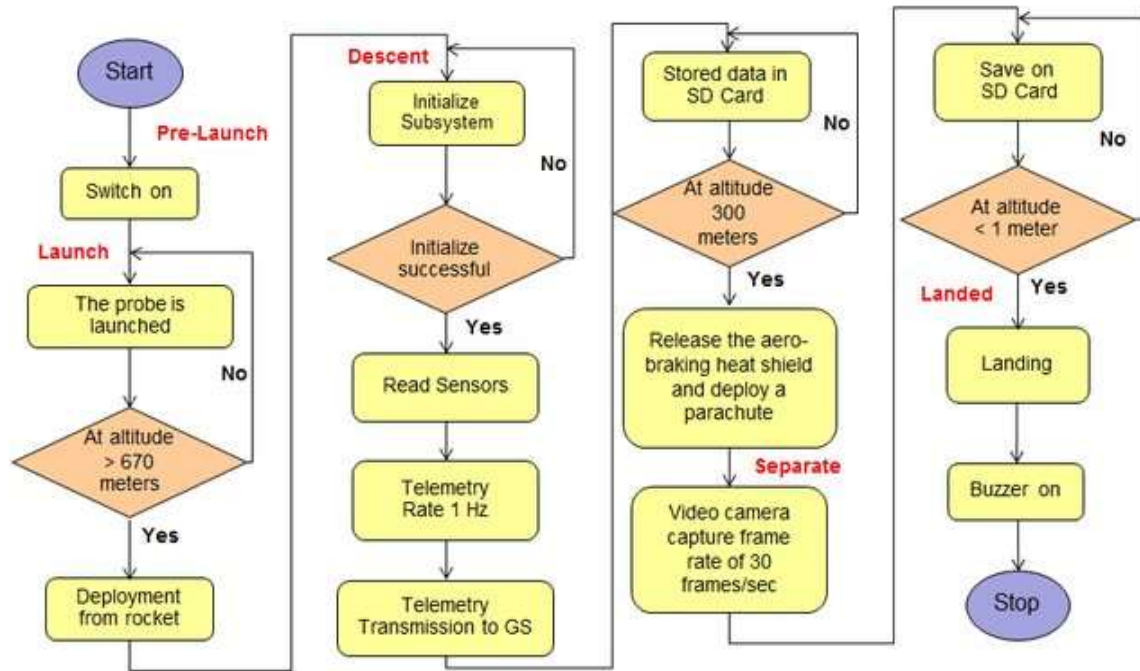 Start
Pre-Launch
Switch on
Launch
The probe is
launched
No
At altitude
> 670
meters
Yes
Deployment
from rocket
Descent
Initialize
Subsystem
No
Initialize
successful
Yes
Read Sensors
Telemetry
Rate 1 Hz
Telemetry
Transmission to GS
Stored data in
SD Card
No
At altitude
300
meters
Yes
Release the aero-
braking heat shield
and deploy a
parachute
Separate
Video camera
capture frame
rate of 30
frames/sec
Save on
SD Card
No
At altitude
< 1 meter
Landed
Yes
Landing
Buzzer on
Stop